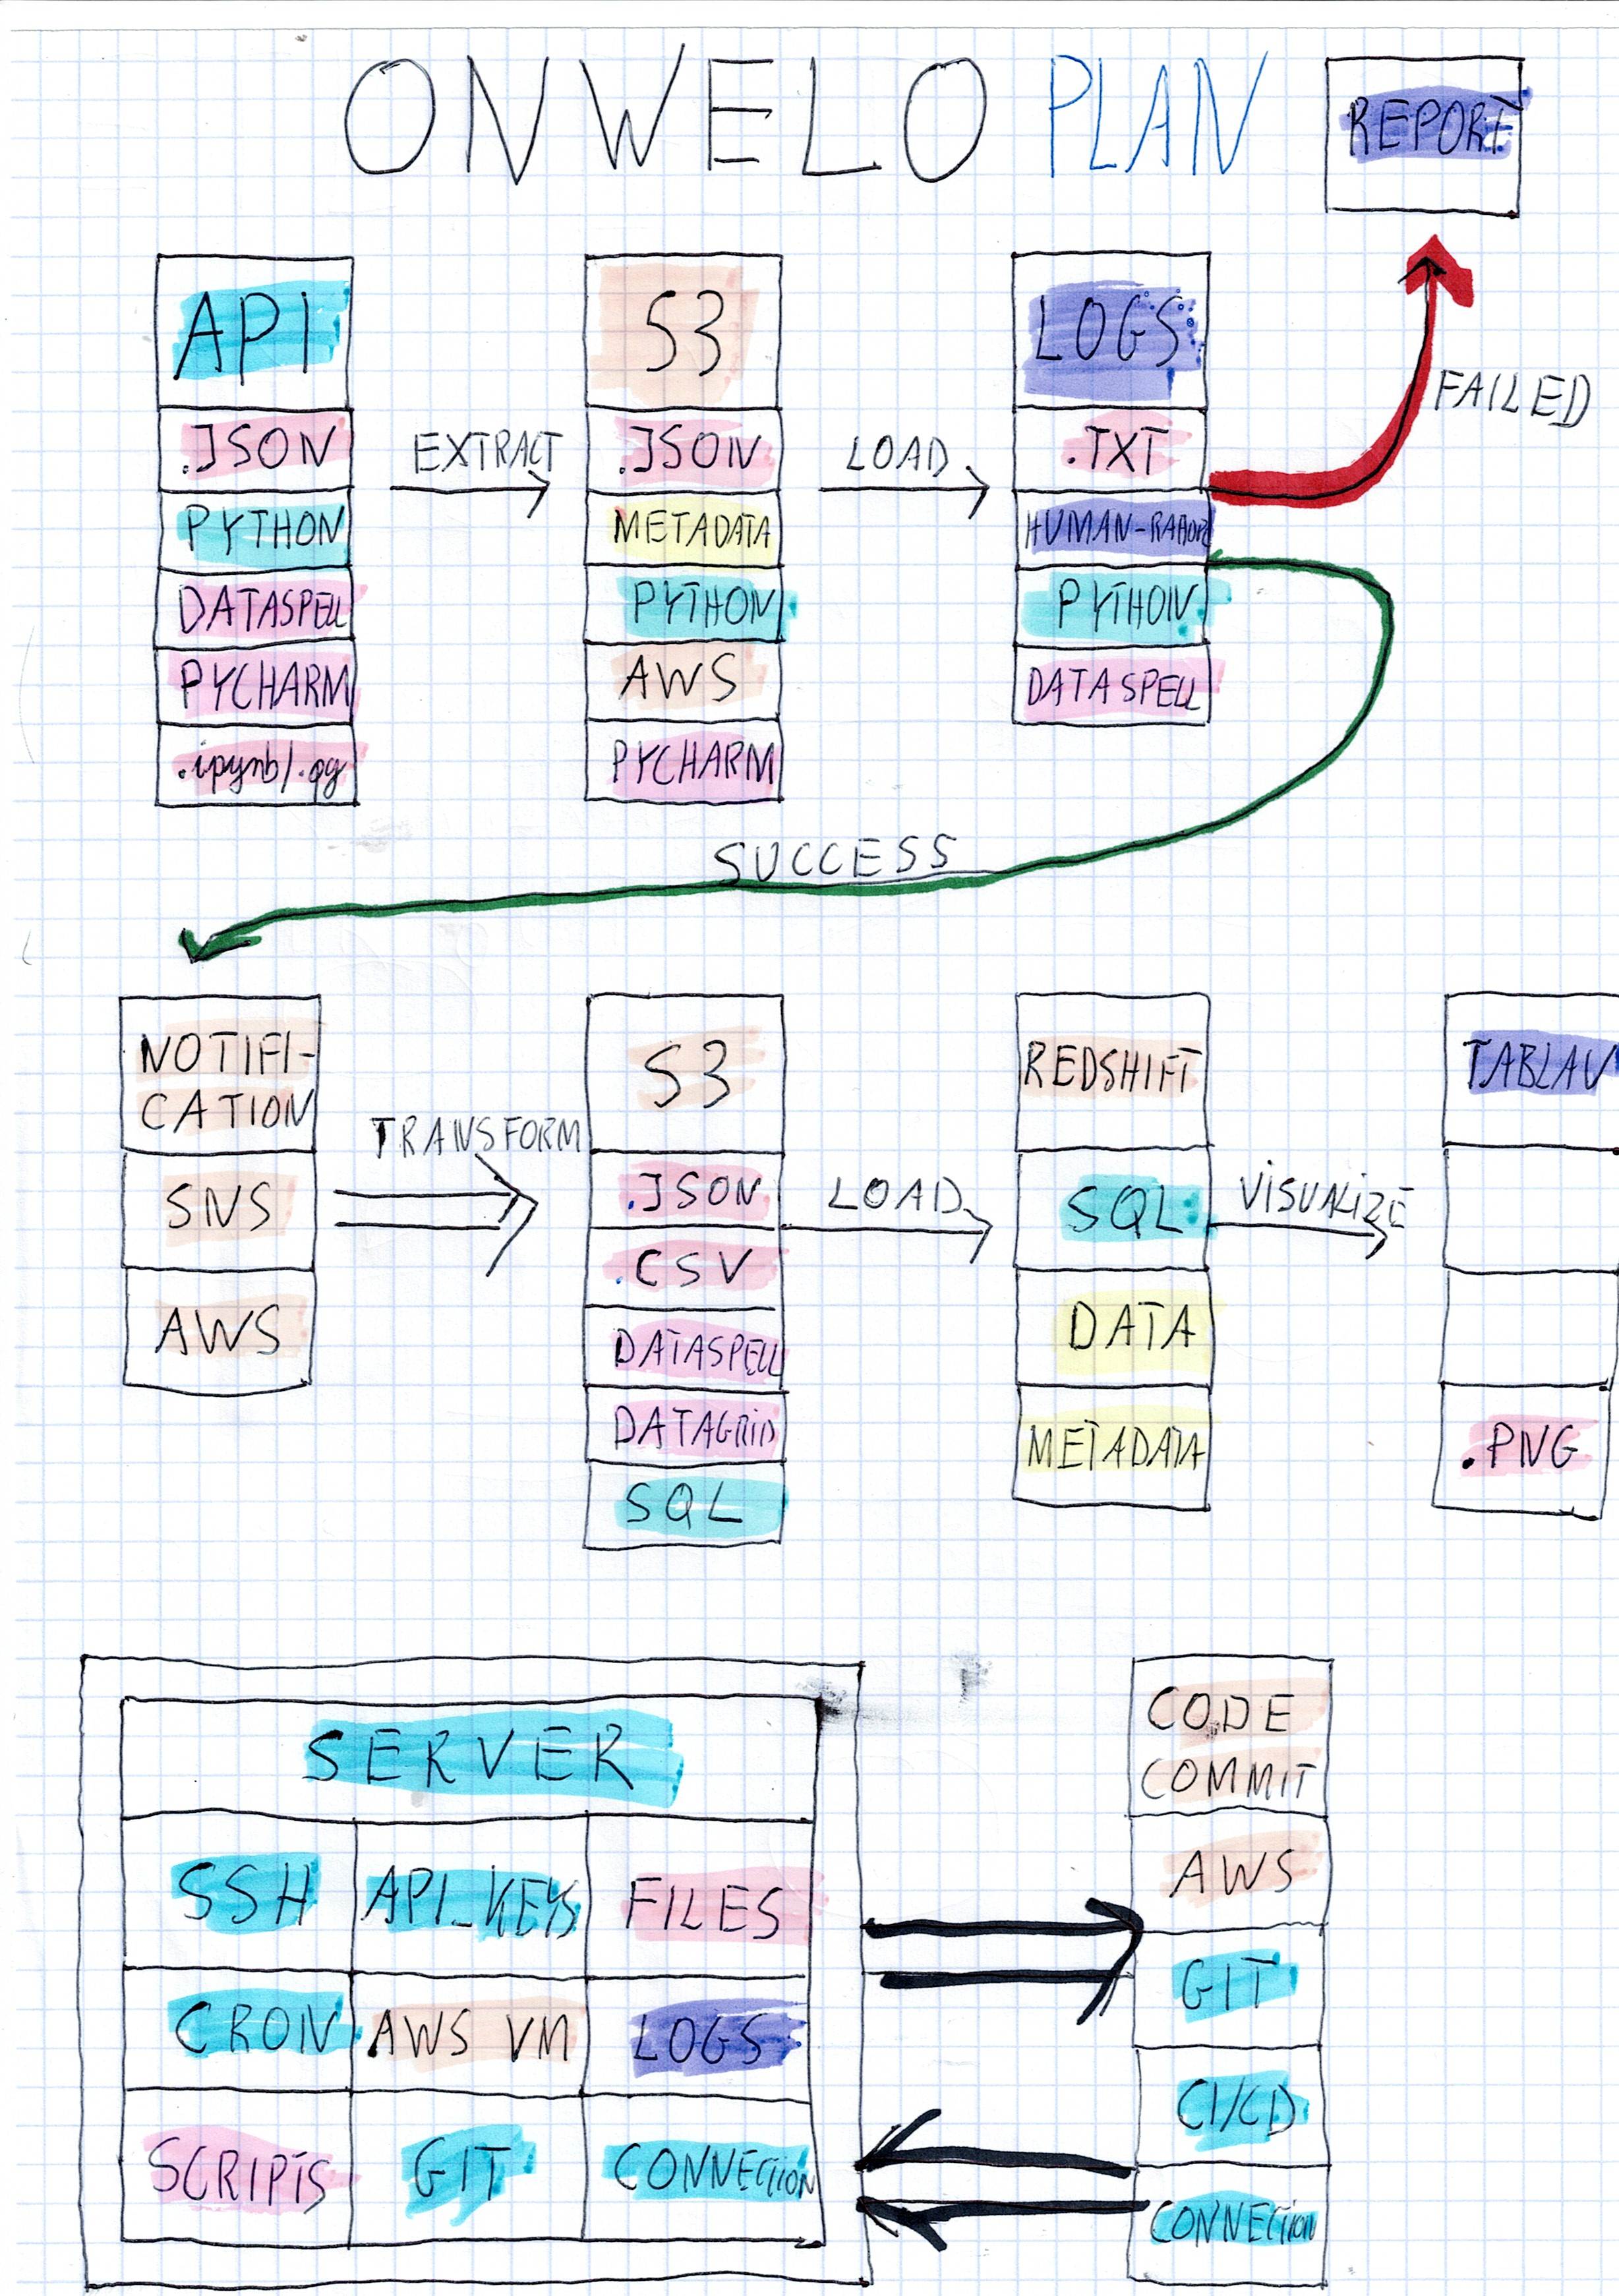 ONWELO PLAN
REPORT
API
.JSON
PYTHON
DATASPELL
PYCHARM
.ipynb/.py
EXTRACT
S3
.JSON
METADATA
PYTHON
AWS
PYCHARM
LOAD
LOGS
.TXT
HUMAN-
PYTHON
DATASPELL
FAILED
SUCCESS
NOTIFI-
CATION
SNS
AWS
TRANSFORM
S3
.JSON
.CSV
DATASPELL
DATAGRID
SQL
LOAD
REDSHIFT
SQL
DATA
METADATA
VISUALIZE
TABLAU
.PNG
SERVER
SSH API_KEYS FILES
CRON AWS VM LOGS
SCRIPTS GIT CONNECTION
CODE
COMMIT
AWS
GIT
CI/CD
CONNECTION